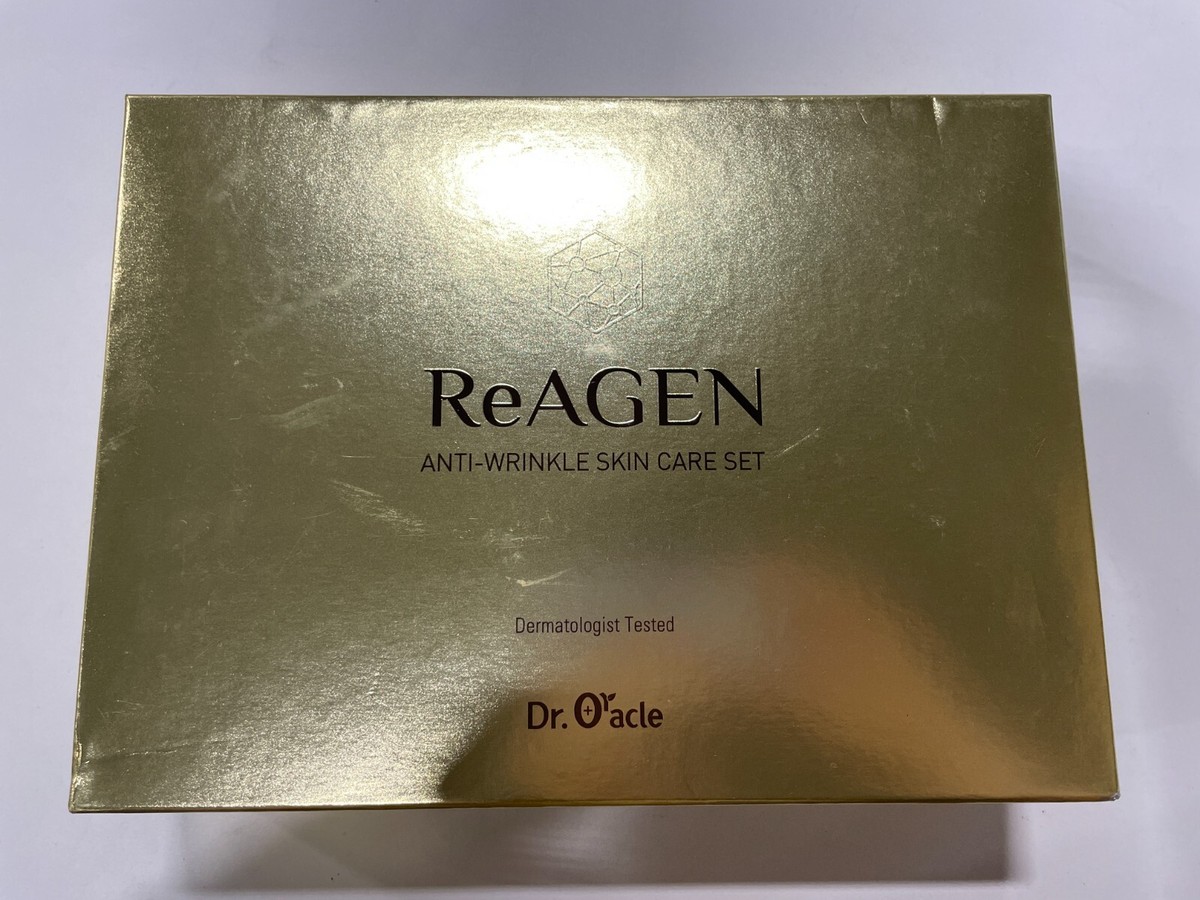 ReAGEN
ANTI-WRINKLE SKIN CARE SET
Dermatologist Tested
Dr. Oracle